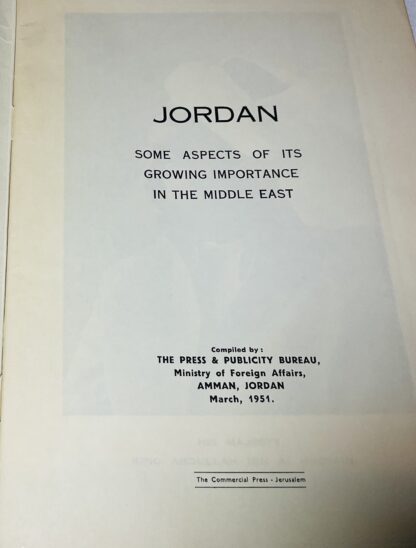 JORDAN
SOME ASPECTS OF ITS
GROWING IMPORTANCE
IN THE MIDDLE EAST
Compiled by:
THE PRESS & PUBLICITY BUREAU,
Ministry of Foreign Affairs,
AMMAN, JORDAN
March, 1951.
The Commercial Press - Jerusalem